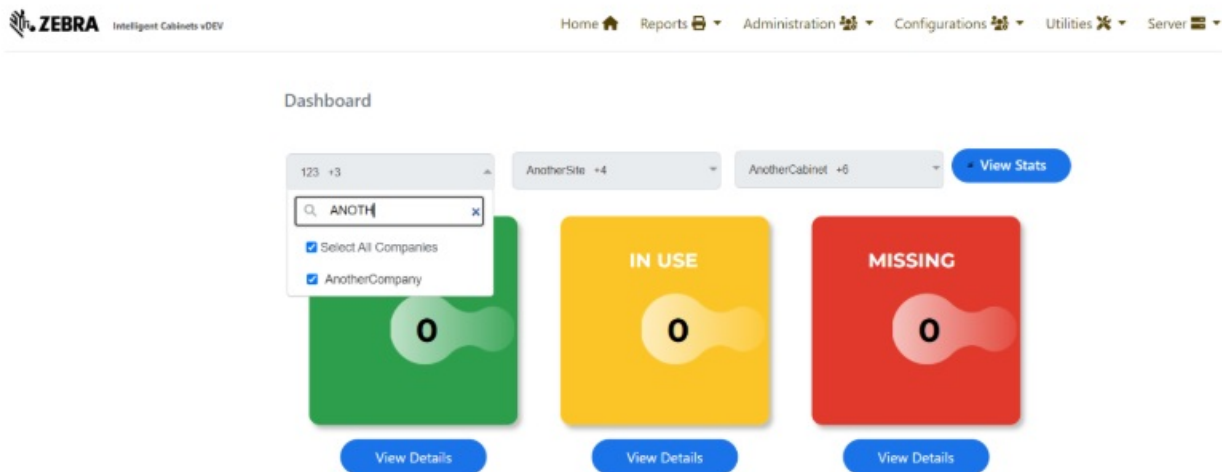 ZEBRA Intelligent Cabinets vDEV
Home Reports Administration Configurations Utilities Server
Dashboard
123 +3 AnotherSite +4 AnotherCabinet +6 View Stats
ANOTH
Select All Companies
AnotherCompany
IN USE MISSING
0 0 0
View Details View Details View Details